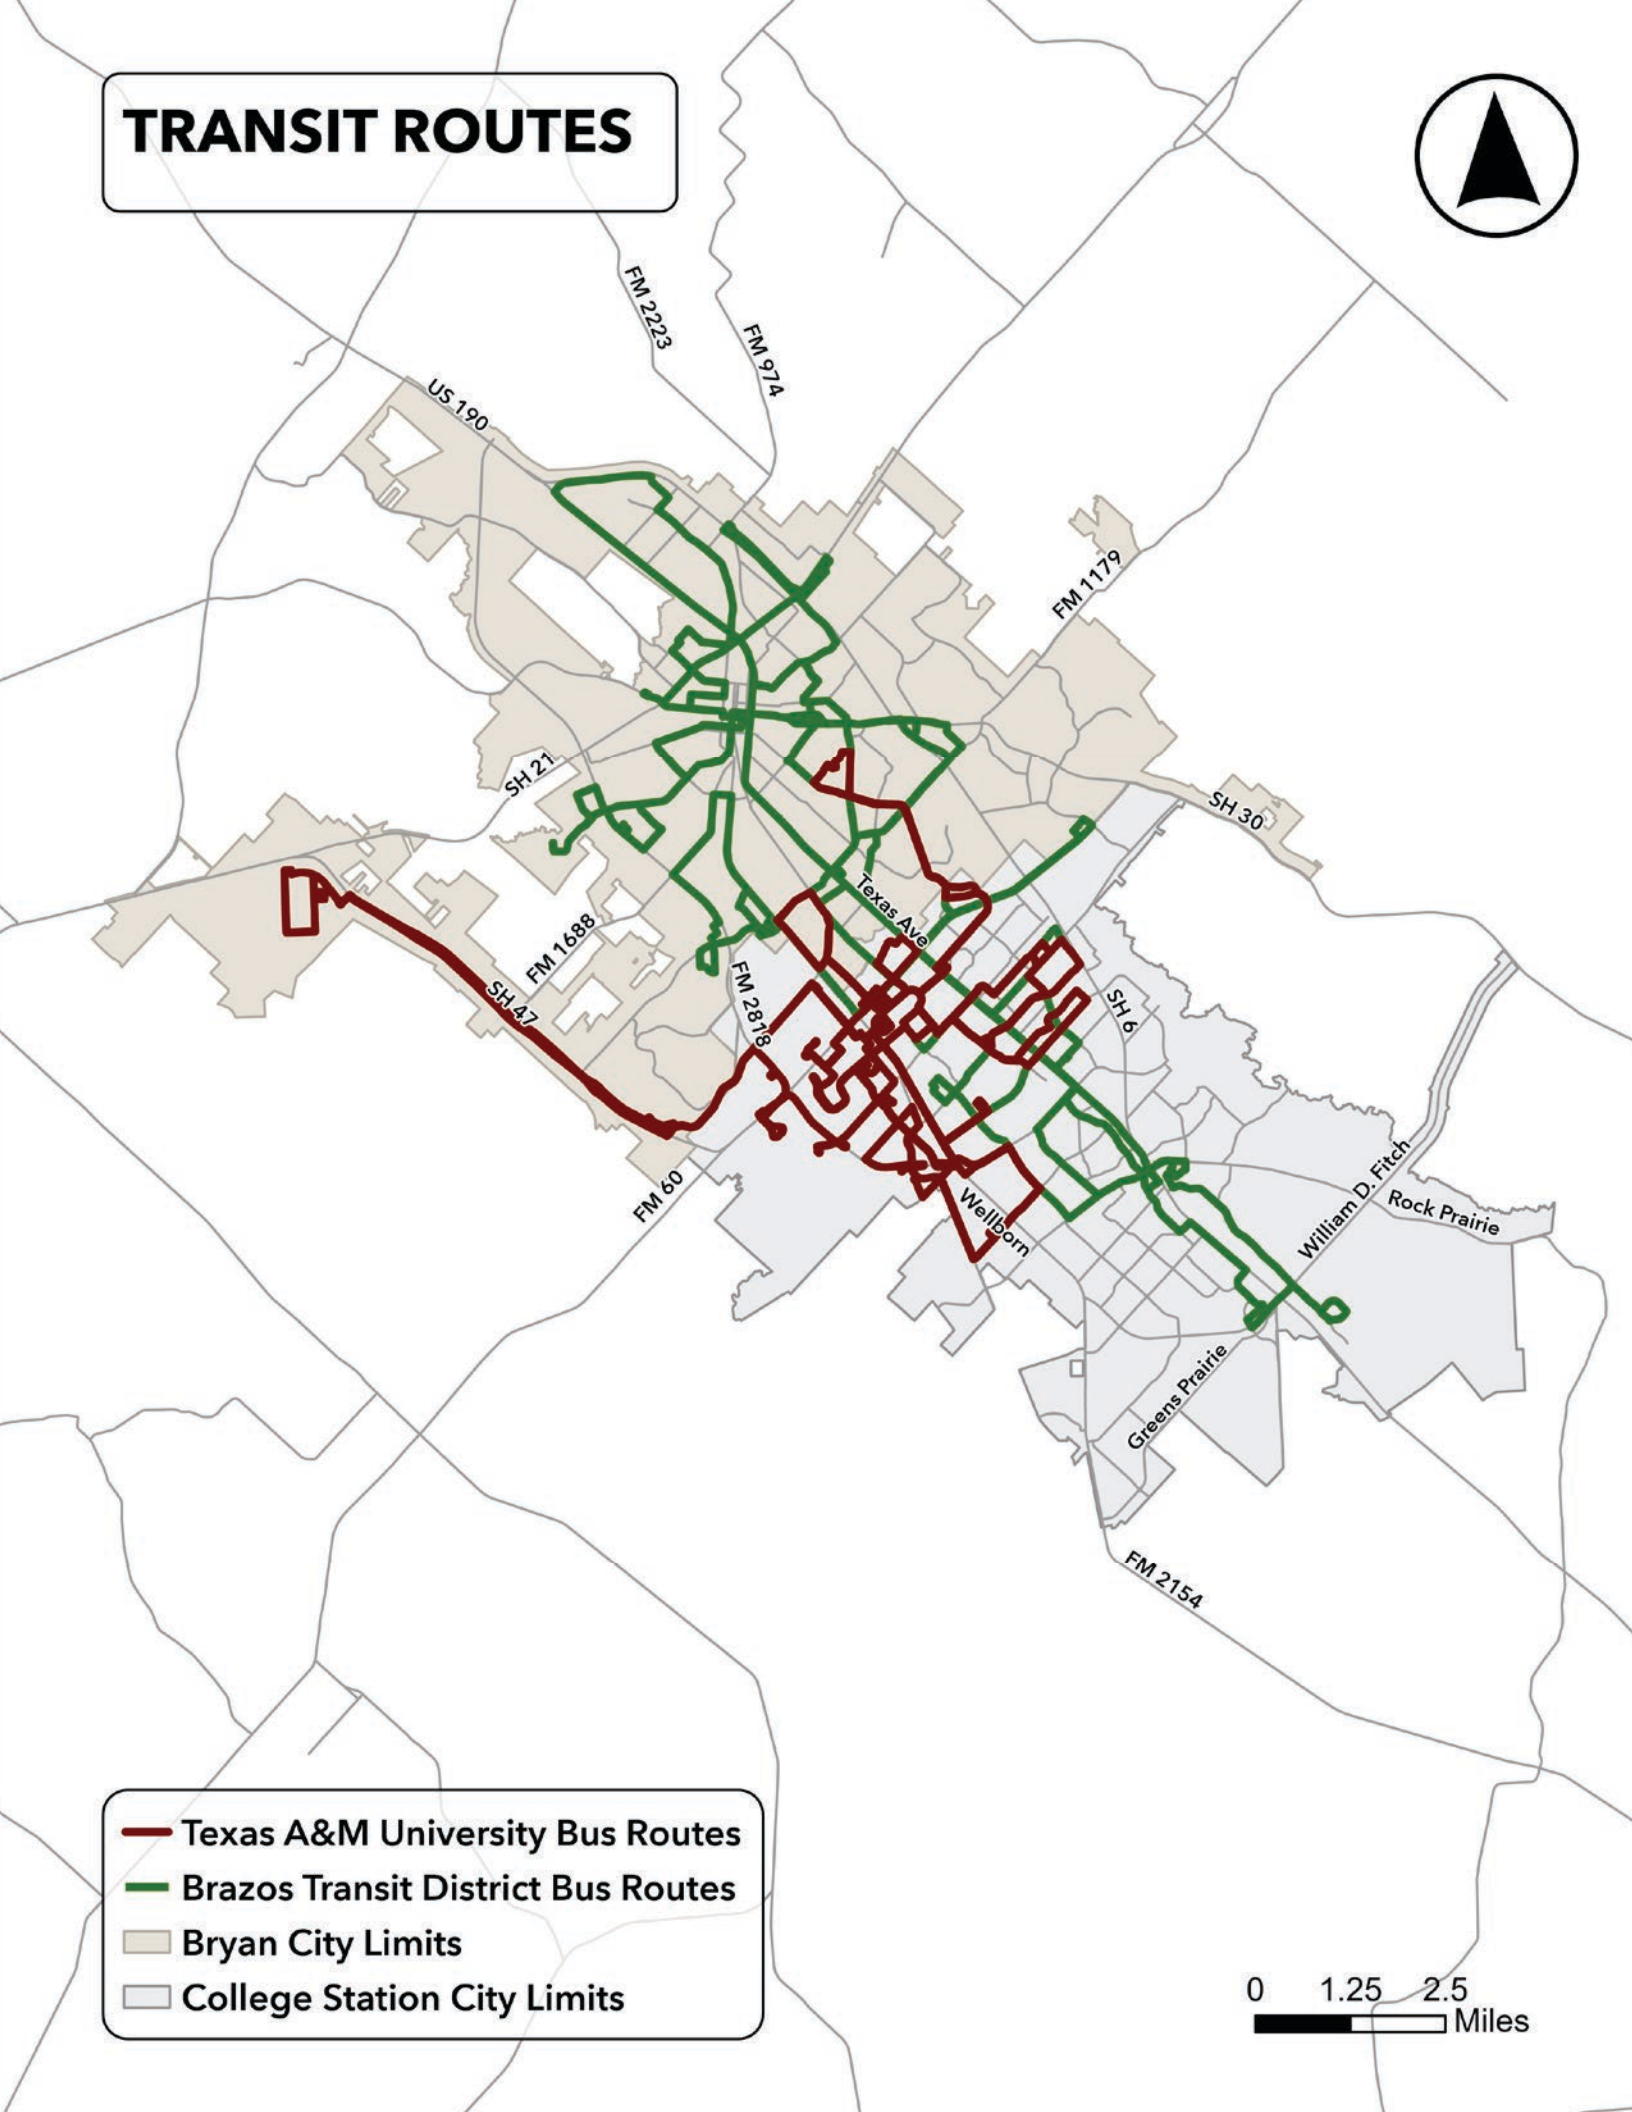 TRANSIT ROUTES
FM 2223
FM 974
US 190
FM 1179
SH 21
SH 30
Texas Ave
FM 1688
SH 47
FM 2818
SH 6
FM 60
Wellborn
William D. Fitch
Rock Prairie
Greens Prairie
FM 2154
Texas A&M University Bus Routes
Brazos Transit District Bus Routes
Bryan City Limits
College Station City Limits
0 1.25 2.5
Miles